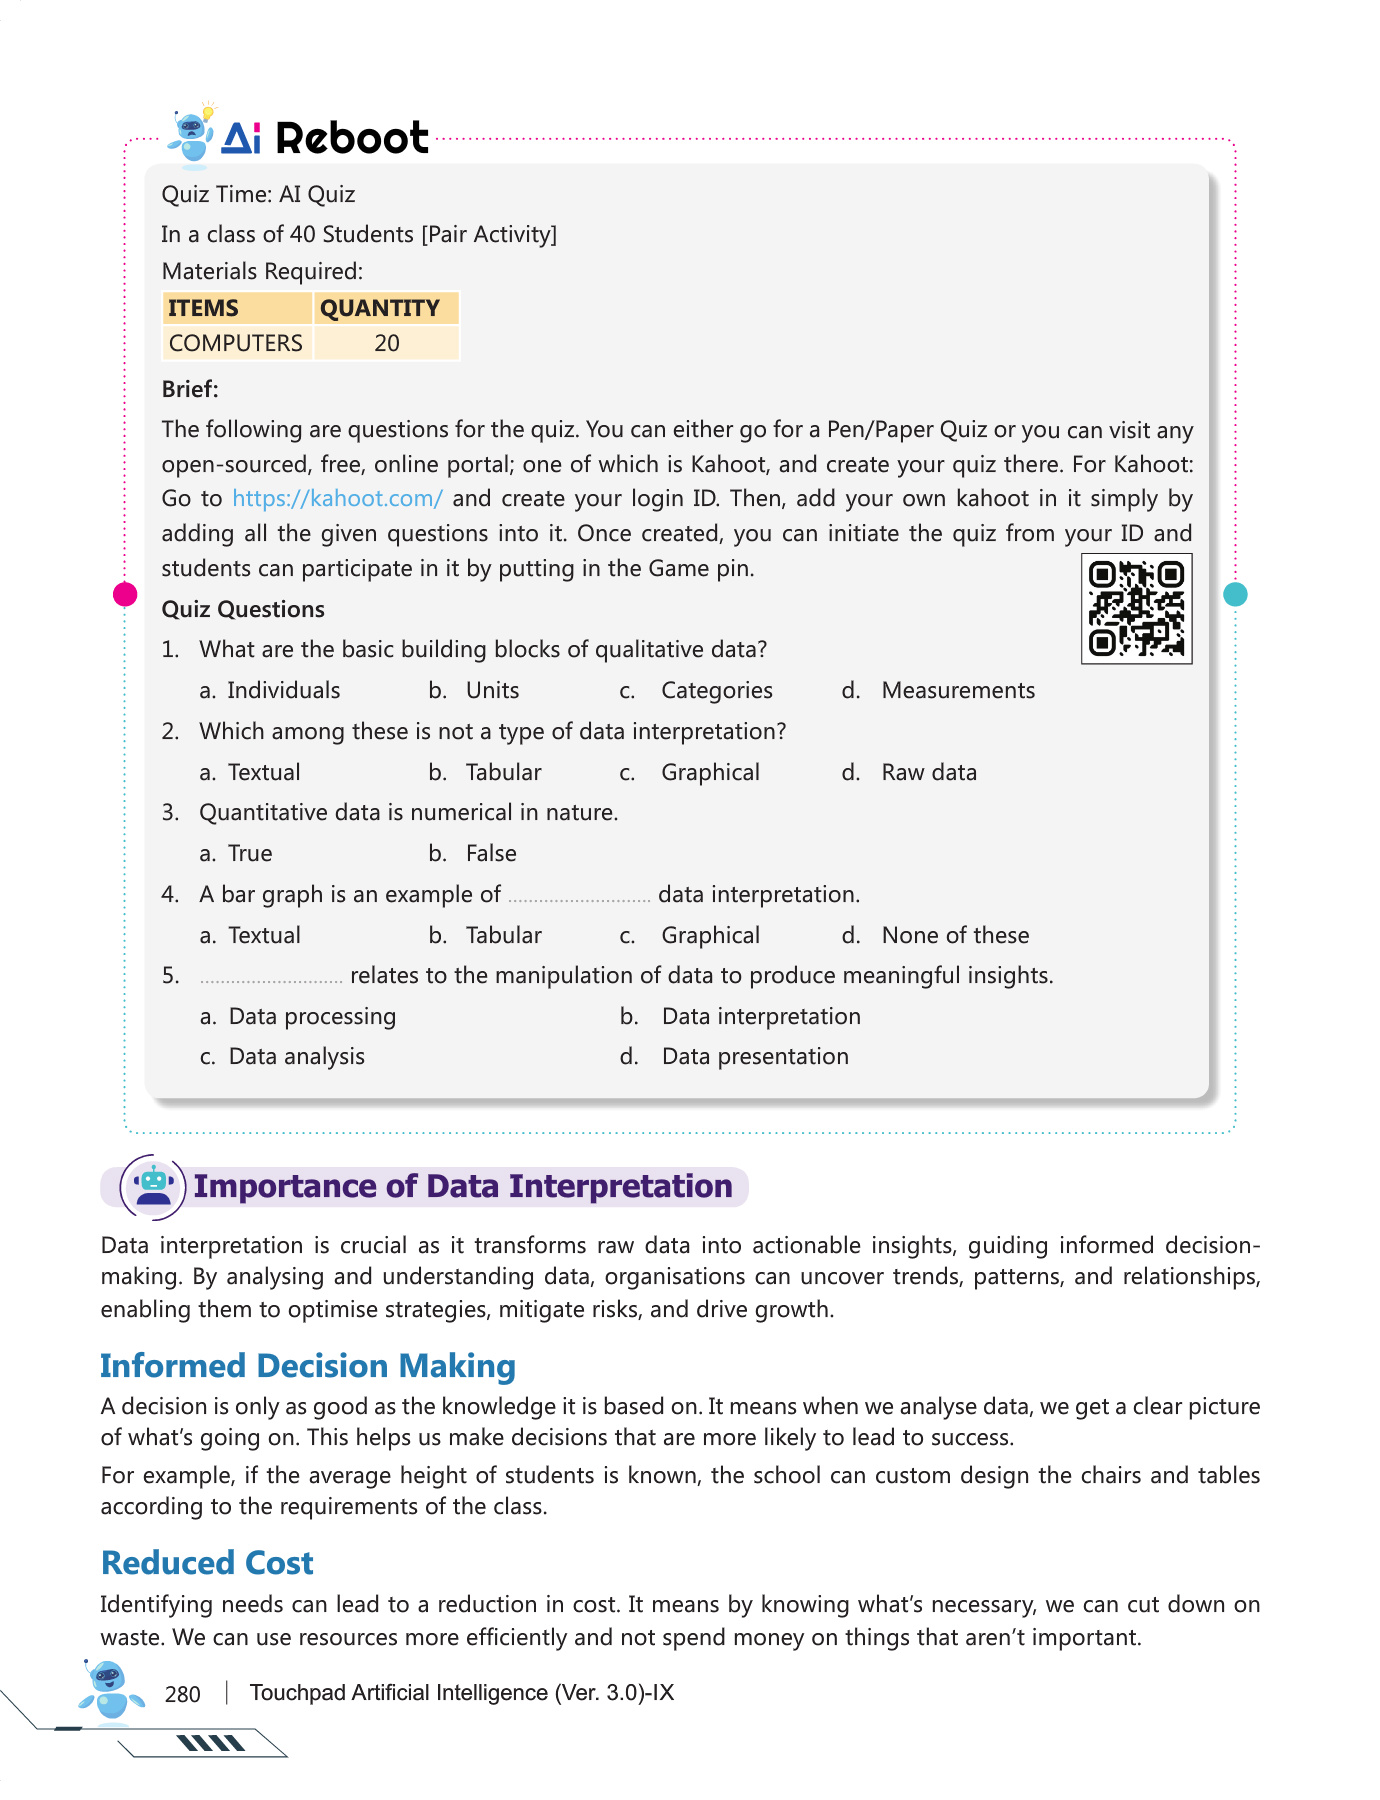 Ai Reboot
Quiz Time: AI Quiz
In a class of 40 Students [Pair Activity]
Materials Required:
ITEMS QUANTITY
COMPUTERS 20
Brief:
The following are questions for the quiz. You can either go for a Pen/Paper Quiz or you can visit any
open-sourced, free, online portal; one of which is Kahoot, and create your quiz there. For Kahoot:
Go to https://kahoot.com/ and create your login ID. Then, add your own kahoot in it simply by
adding all the given questions into it. Once created, you can initiate the quiz from your ID and
students can participate in it by putting in the Game pin.
Quiz Questions
1. What are the basic building blocks of qualitative data?
a. Individuals b. Units c. Categories d. Measurements
2. Which among these is not a type of data interpretation?
a. Textual b. Tabular c. Graphical d. Raw data
3. Quantitative data is numerical in nature.
a. True b. False
4. A bar graph is an example of ............................ data interpretation.
a. Textual b. Tabular c. Graphical d. None of these
5. ............................ relates to the manipulation of data to produce meaningful insights.
a. Data processing b. Data interpretation
c. Data analysis d. Data presentation
Importance of Data Interpretation
Data interpretation is crucial as it transforms raw data into actionable insights, guiding informed decision-
making. By analysing and understanding data, organisations can uncover trends, patterns, and relationships,
enabling them to optimise strategies, mitigate risks, and drive growth.
Informed Decision Making
A decision is only as good as the knowledge it is based on. It means when we analyse data, we get a clear picture
of what's going on. This helps us make decisions that are more likely to lead to success.
For example, if the average height of students is known, the school can custom design the chairs and tables
according to the requirements of the class.
Reduced Cost
Identifying needs can lead to a reduction in cost. It means by knowing what's necessary, we can cut down on
waste. We can use resources more efficiently and not spend money on things that aren't important.
280 | Touchpad Artificial Intelligence (Ver. 3.0)-IX